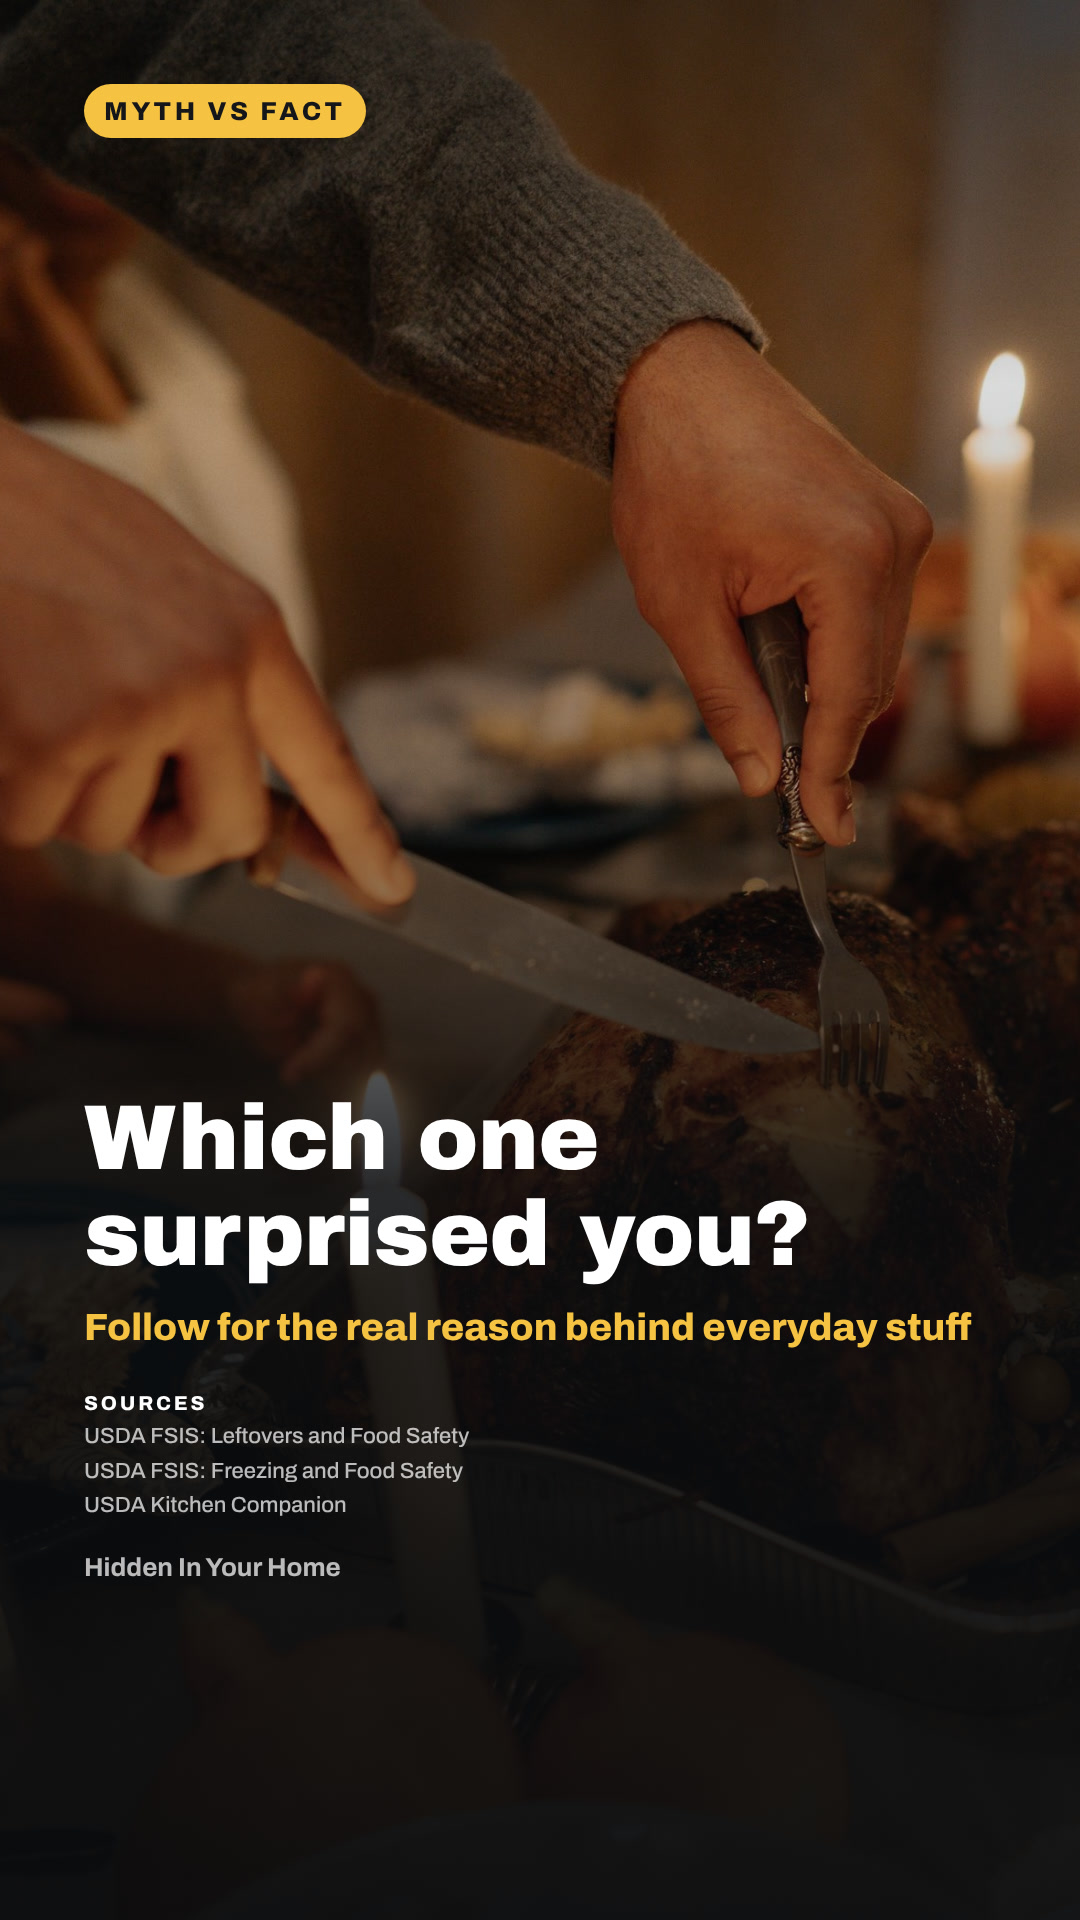 MYTH VS FACT
Which one
surprised you?
Follow for the real reason behind everyday stuff
SOURCES
USDA FSIS: Leftovers and Food Safety
USDA FSIS: Freezing and Food Safety
USDA Kitchen Companion
Hidden In Your Home